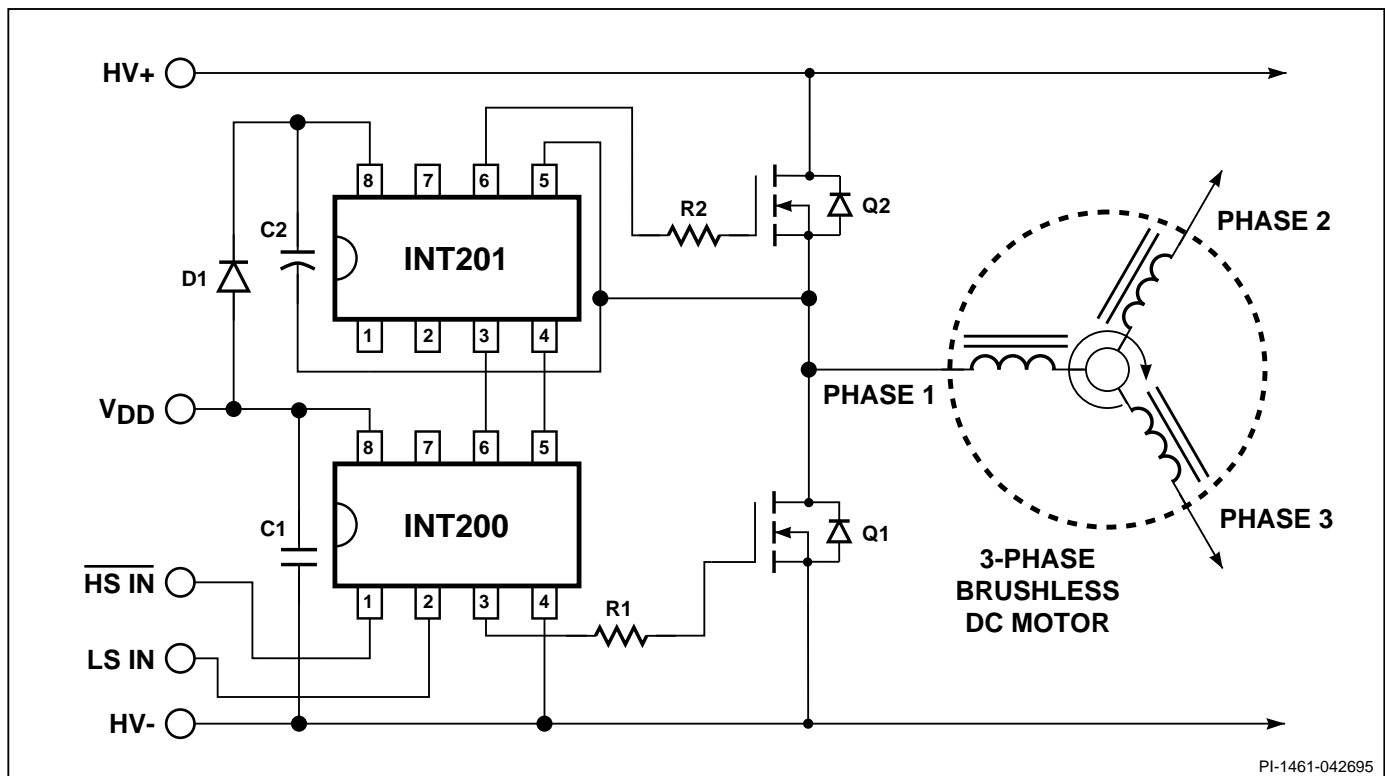 HV+
8 7 6 5
C2
R2
Q2
PHASE 2
D1
INT201
1 2 3 4
PHASE 1
VDD
8 7 6 5
C1
INT200
Q1
PHASE 3
HS IN
1 2 3 4
R1
3-PHASE
BRUSHLESS
DC MOTOR
LS IN
HV-
PI-1461-042695